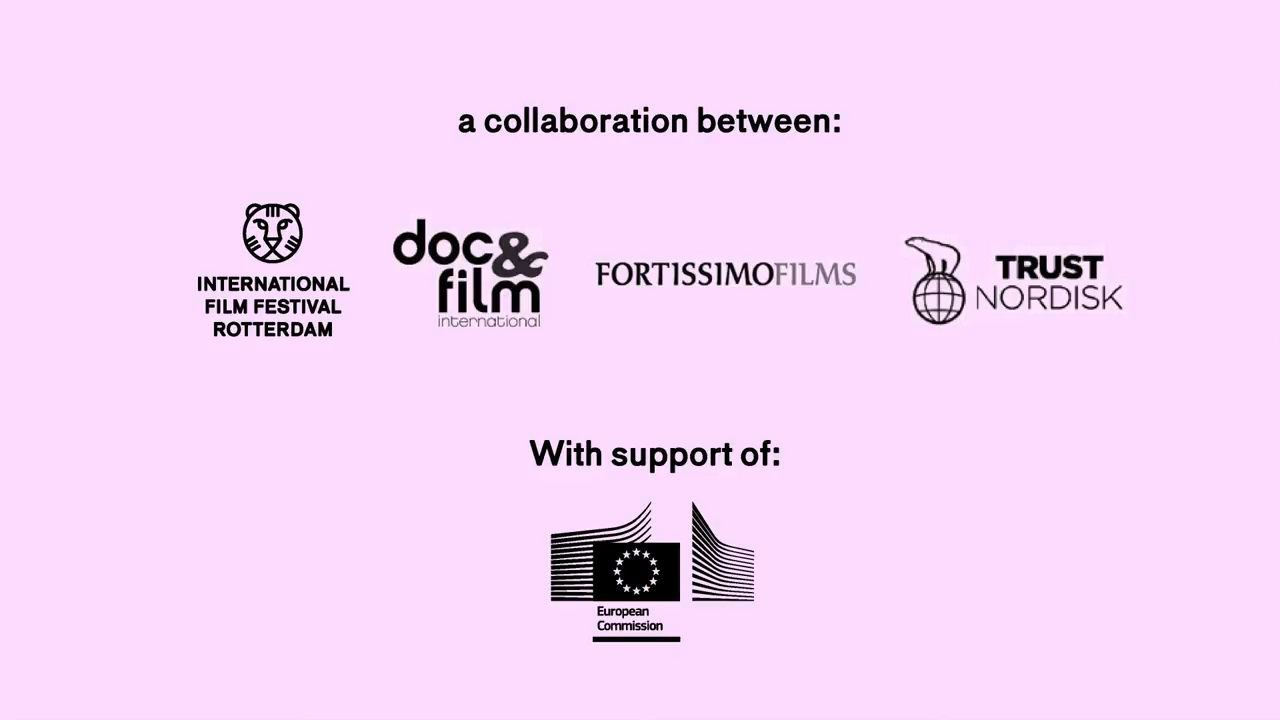 a collaboration between:
INTERNATIONAL
FILM FESTIVAL
ROTTERDAM
doc&
film
international
FORTISSIMOFILMS
TRUST
NORDISK
With support of:
European
Commission